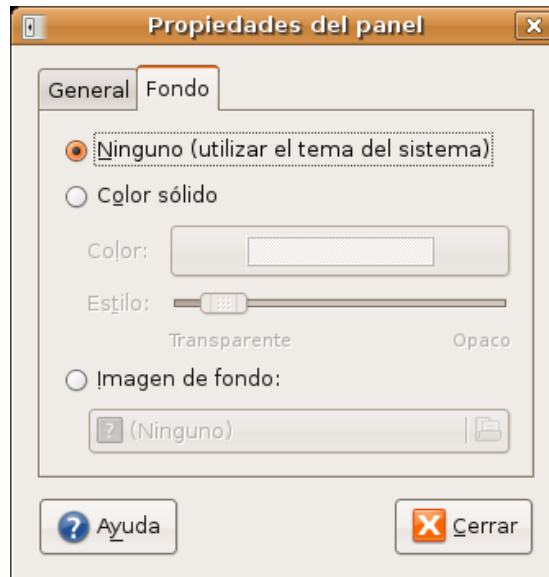 Propiedades del panel
General Fondo
Ninguno (utilizar el tema del sistema)
Color sólido
Color:
Estilo:
Transparente Opaco
Imagen de fondo:
(Ninguno)
Ayuda Cerrar